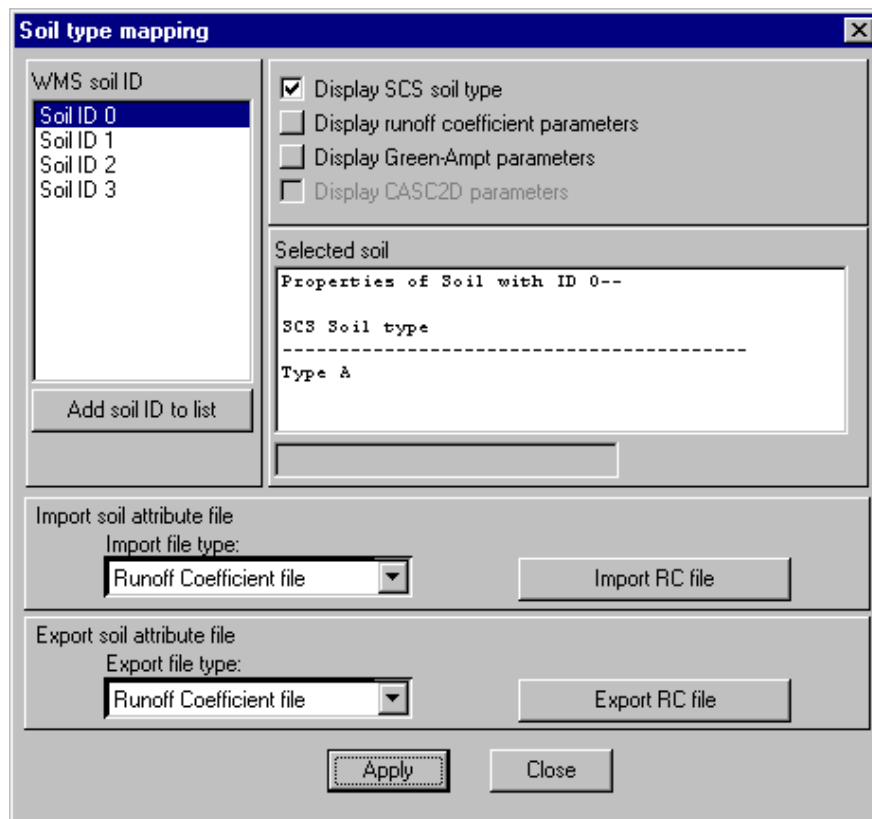 Soil type mapping
WMS soil ID
Soil ID 0
Soil ID 1
Soil ID 2
Soil ID 3
Add soil ID to list
Display SCS soil type
Display runoff coefficient parameters
Display Green-Ampt parameters
Display CASC2D parameters
Selected soil
Properties of Soil with ID 0--
SCS Soil type
-----------------------------------------
Type A
Import soil attribute file
Import file type:
Runoff Coefficient file
Import RC file
Export soil attribute file
Export file type:
Runoff Coefficient file
Export RC file
Apply
Close